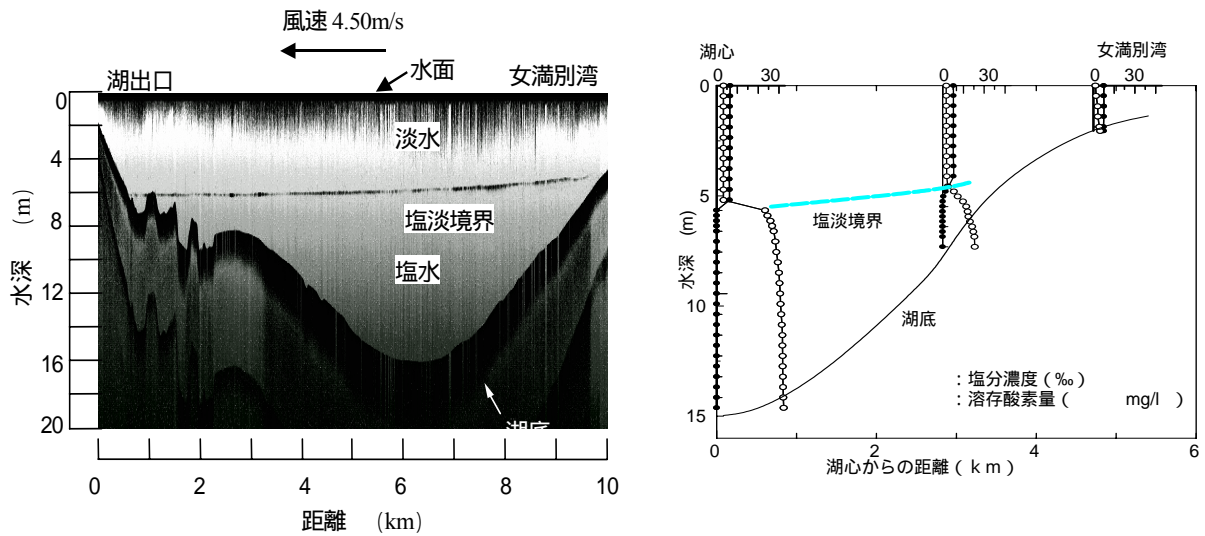 風速 4.50m/s
水面
湖出口
女満別湾
0
4
8
12
16
20
水深 (m)
淡水
塩淡境界
塩水
湖底
0 2 4 6 8 10
距離 (km)
湖心
女満別湾
0 30
0 30
0 30
0
5
10
15
水深 (m)
塩淡境界
湖底
：塩分濃度（‰）
：溶存酸素量（ mg/l ）
0 2 4 6
湖心からの距離（ｋｍ）